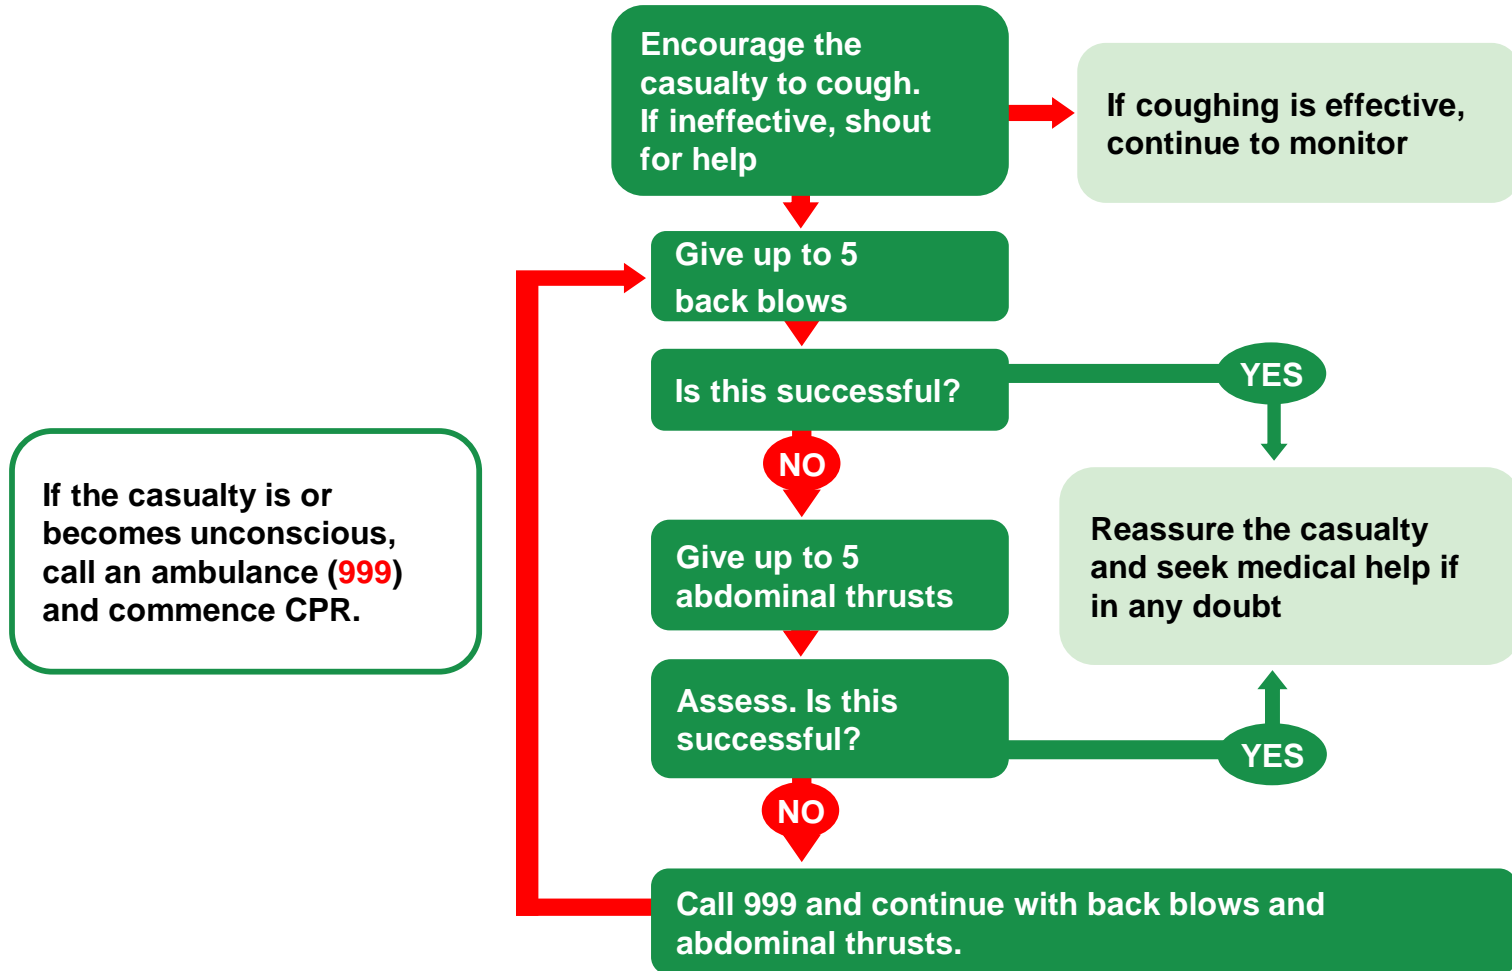 Encourage the
casualty to cough.
If ineffective, shout
for help
If coughing is effective,
continue to monitor
Give up to 5
back blows
Is this successful?
YES
NO
If the casualty is or
becomes unconscious,
call an ambulance (999)
and commence CPR.
Give up to 5
abdominal thrusts
Reassure the casualty
and seek medical help if
in any doubt
Assess. Is this
successful?
YES
NO
Call 999 and continue with back blows and
abdominal thrusts.